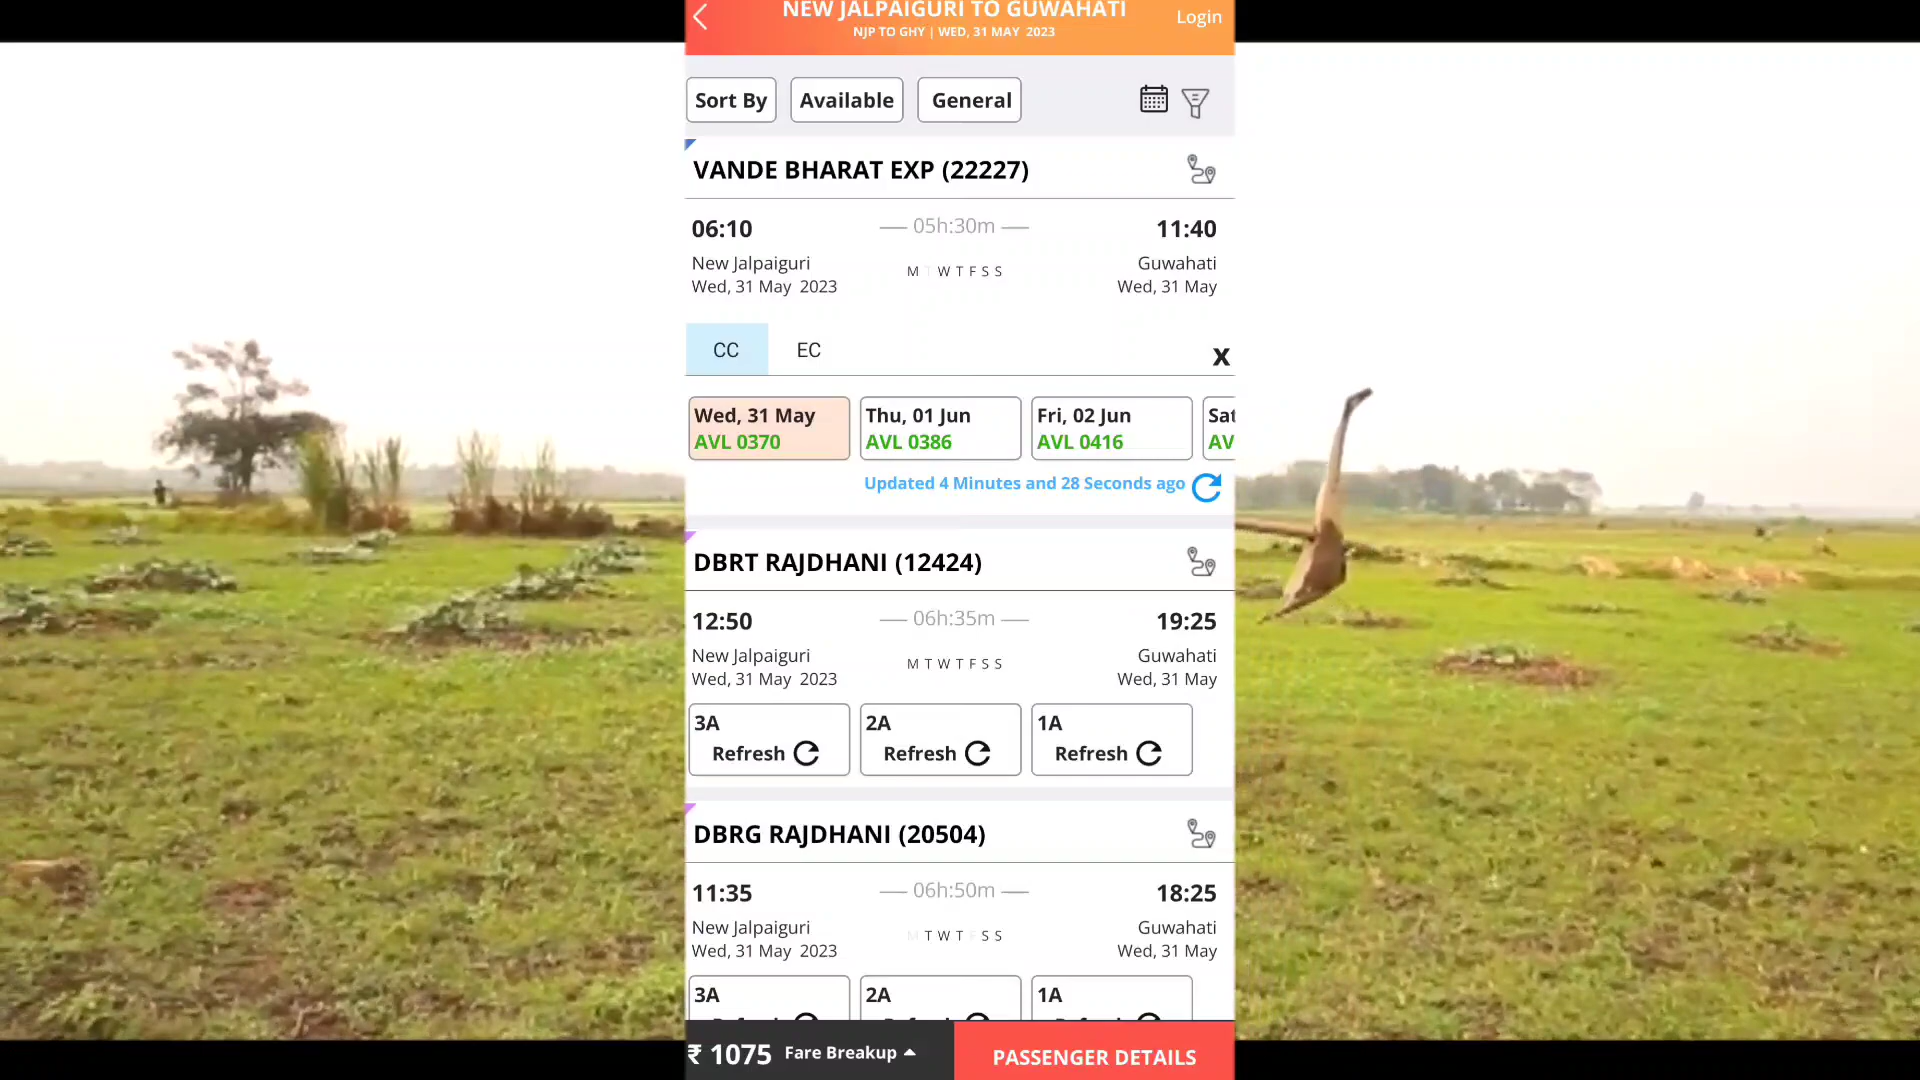 NEW JALPAIGURI TO GUWAHATI
Login
NJP TO GHY | WED, 31 MAY 2023
Sort By
Available
General
VANDE BHARAT EXP (22227)
06:10
05h:30m
11:40
New Jalpaiguri
M T W T F S S
Guwahati
Wed, 31 May 2023
Wed, 31 May
CC
EC
X
Wed, 31 May
AVL 0370
Thu, 01 Jun
AVL 0386
Fri, 02 Jun
AVL 0416
Updated 4 Minutes and 28 Seconds ago
DBRT RAJDHANI (12424)
12:50
06h:35m
19:25
New Jalpaiguri
M T W T F S S
Guwahati
Wed, 31 May 2023
Wed, 31 May
3A
Refresh
2A
Refresh
1A
Refresh
DBRG RAJDHANI (20504)
11:35
06h:50m
18:25
New Jalpaiguri
M T W T F S S
Guwahati
Wed, 31 May 2023
Wed, 31 May
3A
2A
1A
₹ 1075
Fare Breakup
PASSENGER DETAILS